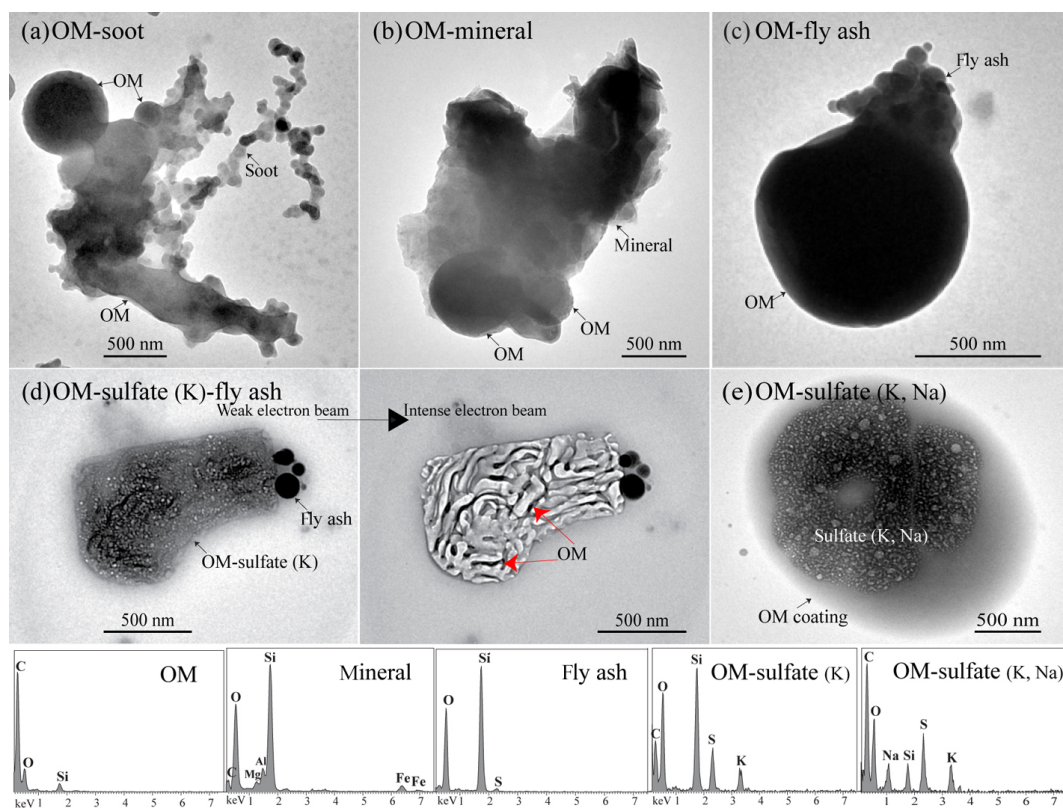 (a) OM-soot
OM
Soot
OM
500 nm
(b) OM-mineral
Mineral
OM
OM
500 nm
(c) OM-fly ash
Fly ash
OM
500 nm
(d) OM-sulfate (K)-fly ash
Weak electron beam
Intense electron beam
Fly ash
OM-sulfate (K)
500 nm
OM
500 nm
(e) OM-sulfate (K, Na)
Sulfate (K, Na)
OM coating
500 nm
OM
C
O
Si
keV 1 2 3 4 5 6 7
Mineral
Si
O
Al
Mg
C
Fe
Fe
keV 1 2 3 4 5 6 7
Fly ash
Si
O
S
keV 1 2 3 4 5 6 7
OM-sulfate (K)
Si
O
C
S
K
keV 1 2 3 4 5 6 7
OM-sulfate (K, Na)
C
O
Na
Si
S
K
keV 1 2 3 4 5 6 7